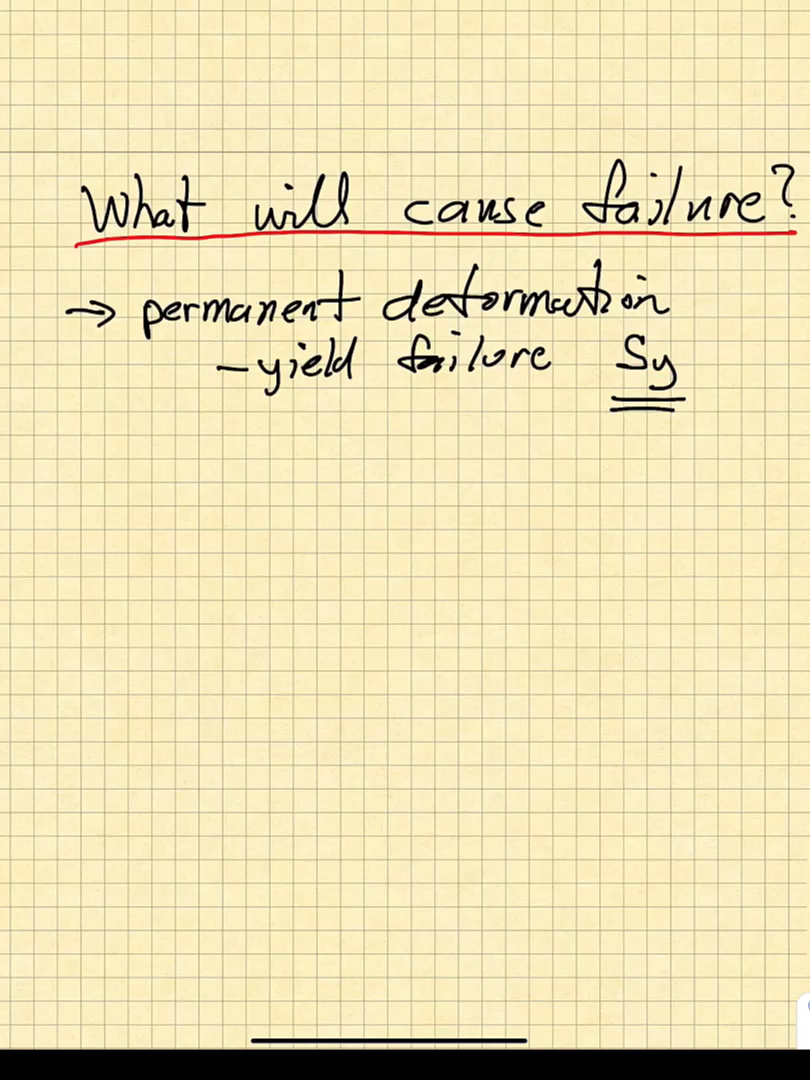 What will cause failure?
→ permanent deformation
- yield failure Sy